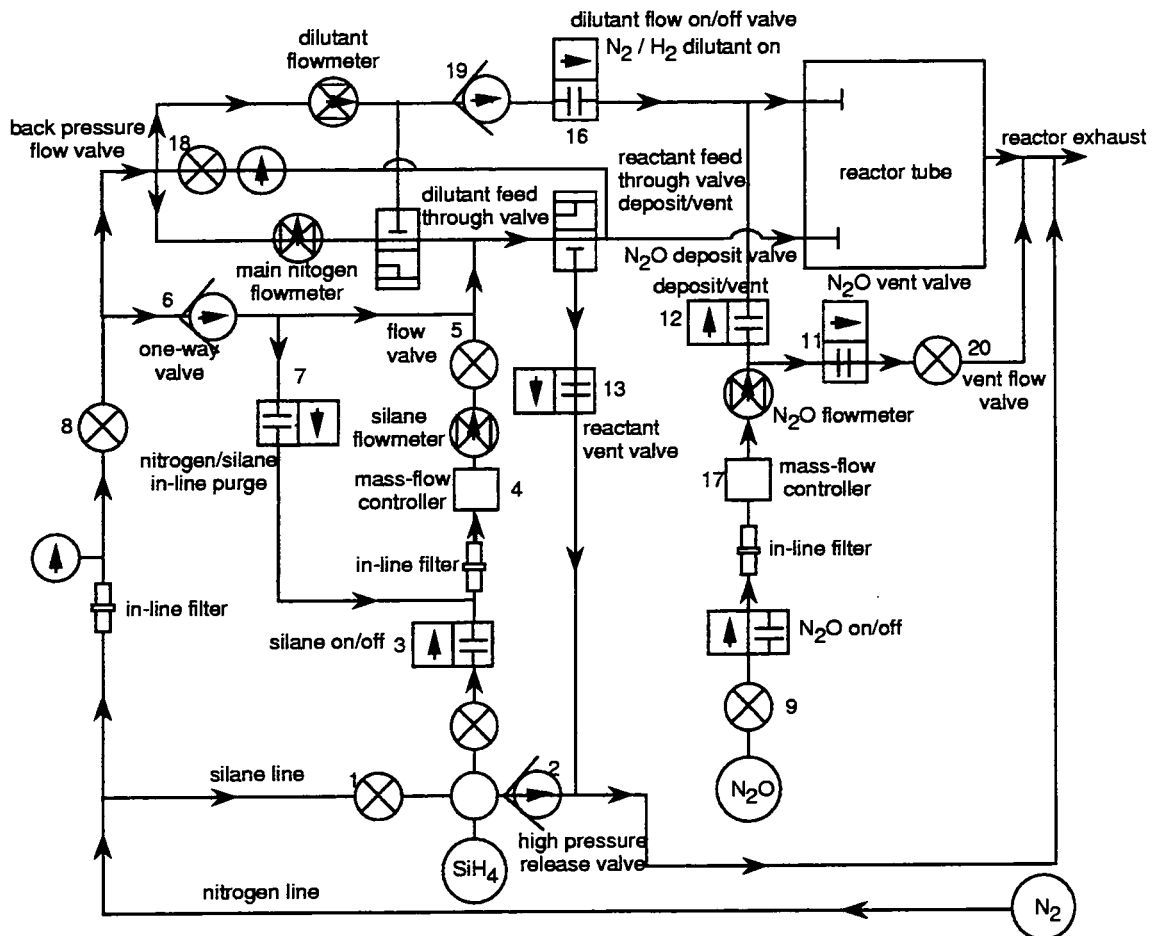 dilutant flow on/off valve
N2 / H2 dilutant on
dilutant
flowmeter
19
16
back pressure
flow valve
18
reactor exhaust
reactant feed
through valve
deposit/vent
reactor tube
dilutant feed
through valve
main nitogen
flowmeter
N2O deposit valve
deposit/vent
N2O vent valve
6
one-way
valve
flow
valve
5
12
11
20
vent flow
valve
7
13
reactant
vent valve
8
silane
flowmeter
N2O flowmeter
nitrogen/silane
in-line purge
mass-flow
controller
4
17
mass-flow
controller
in-line filter
in-line filter
in-line filter
silane on/off
3
N2O on/off
9
silane line
1
2
N2O
high pressure
release valve
SiH4
nitrogen line
N2